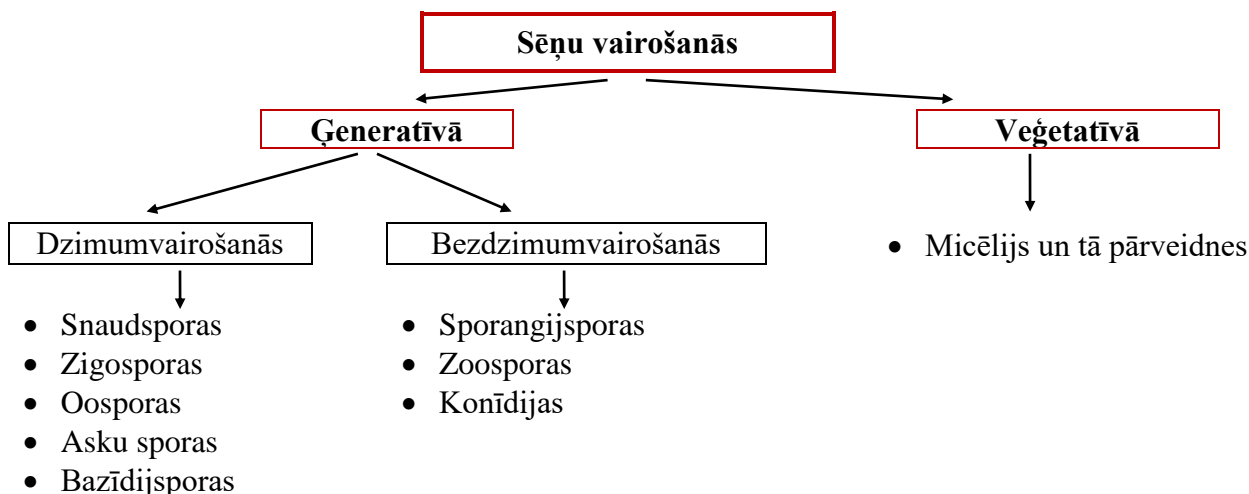 Sēņu vairošanās
Ģeneratīvā
Veģetatīvā
Dzimumvairošanās
Bezdzimumvairošanās
• Micēlijs un tā pārveidnes
• Snaudsporas
• Zigosporas
• Oosporas
• Asku sporas
• Bazīdijsporas
• Sporangijsporas
• Zoosporas
• Konīdijas